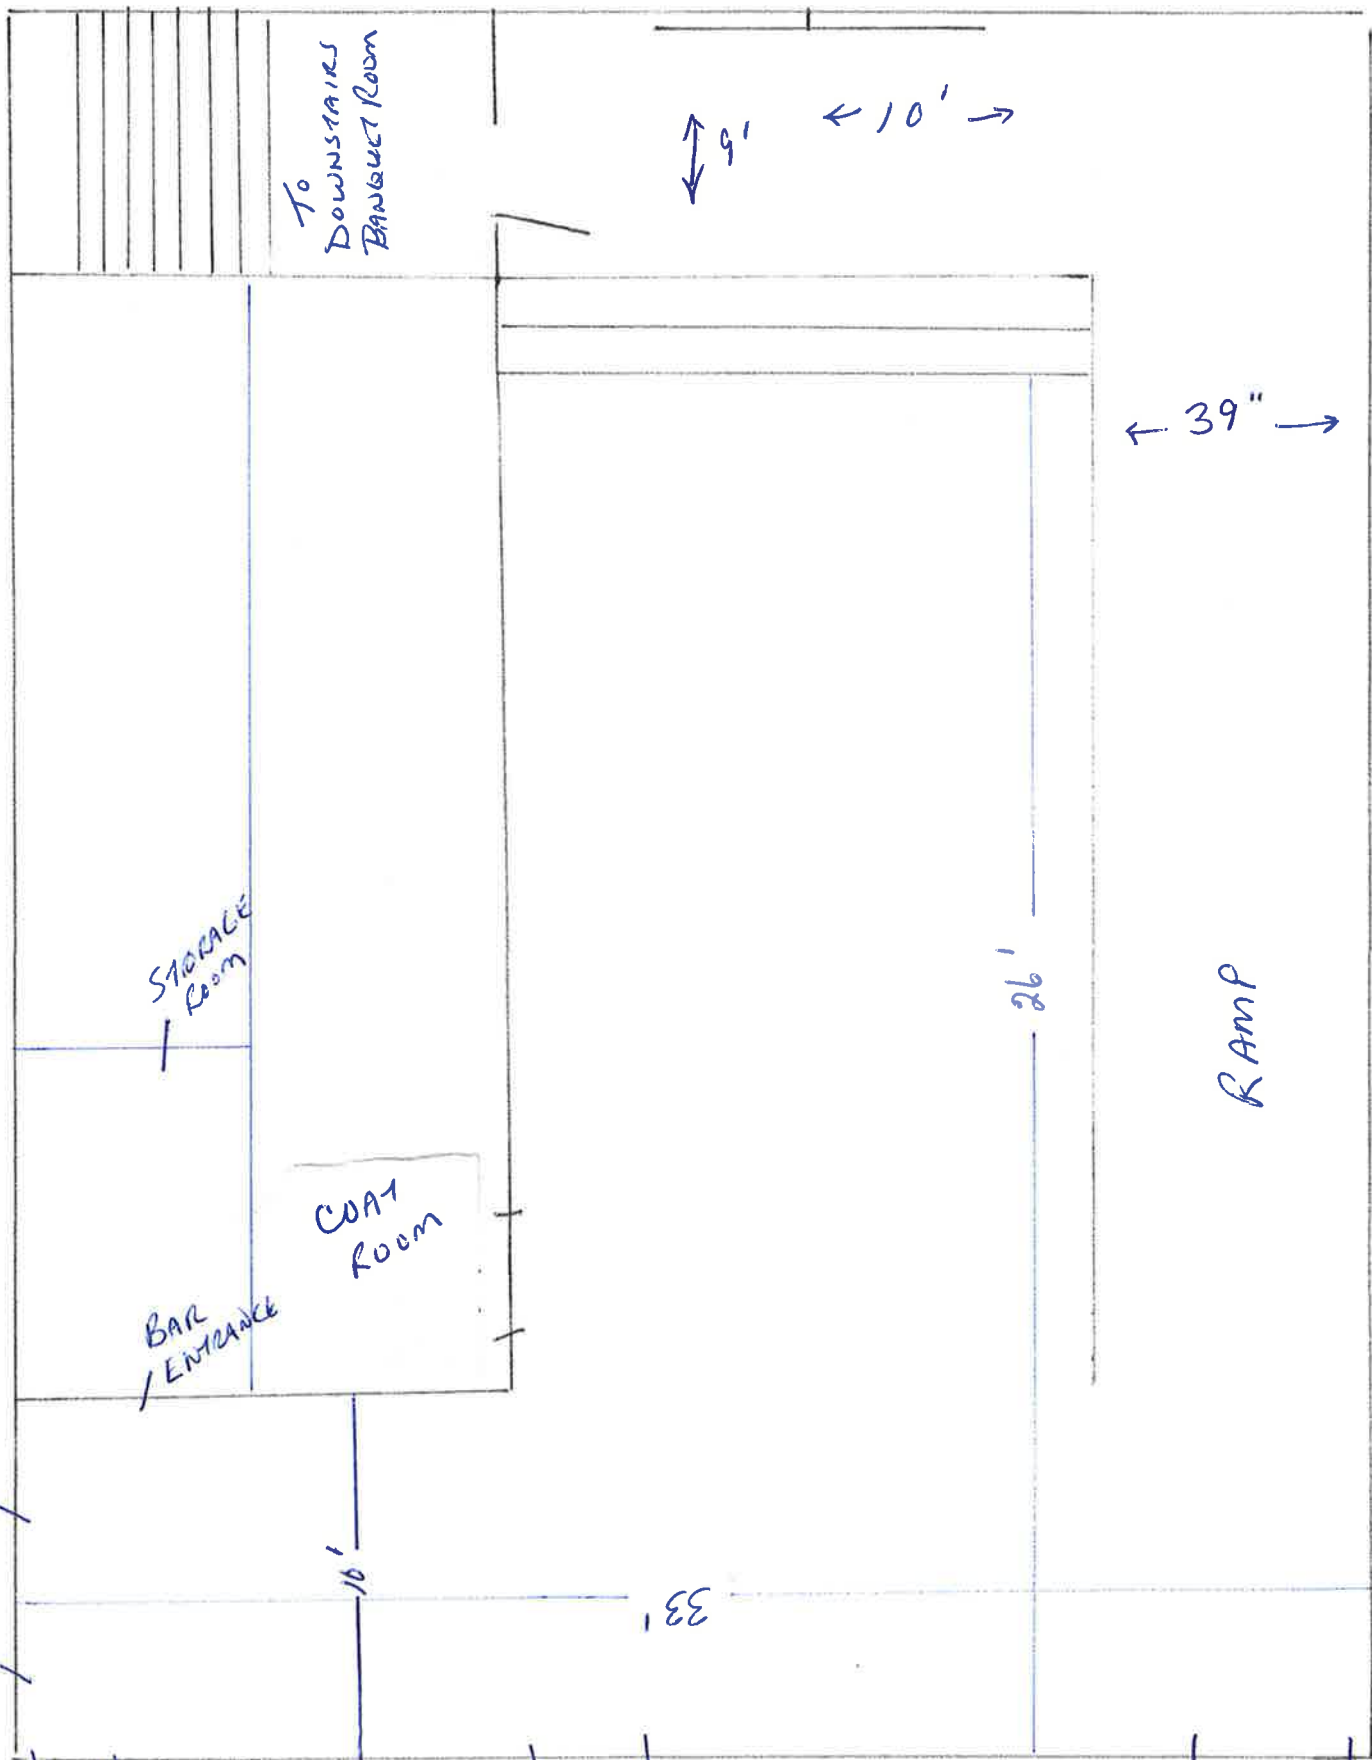 To
DOWNSTAIRS
BANQUET ROOM
9'
10'
39"
STORAGE
ROOM
26'
RAMP
COAT
ROOM
BAR
ENTRANCE
10'
33'